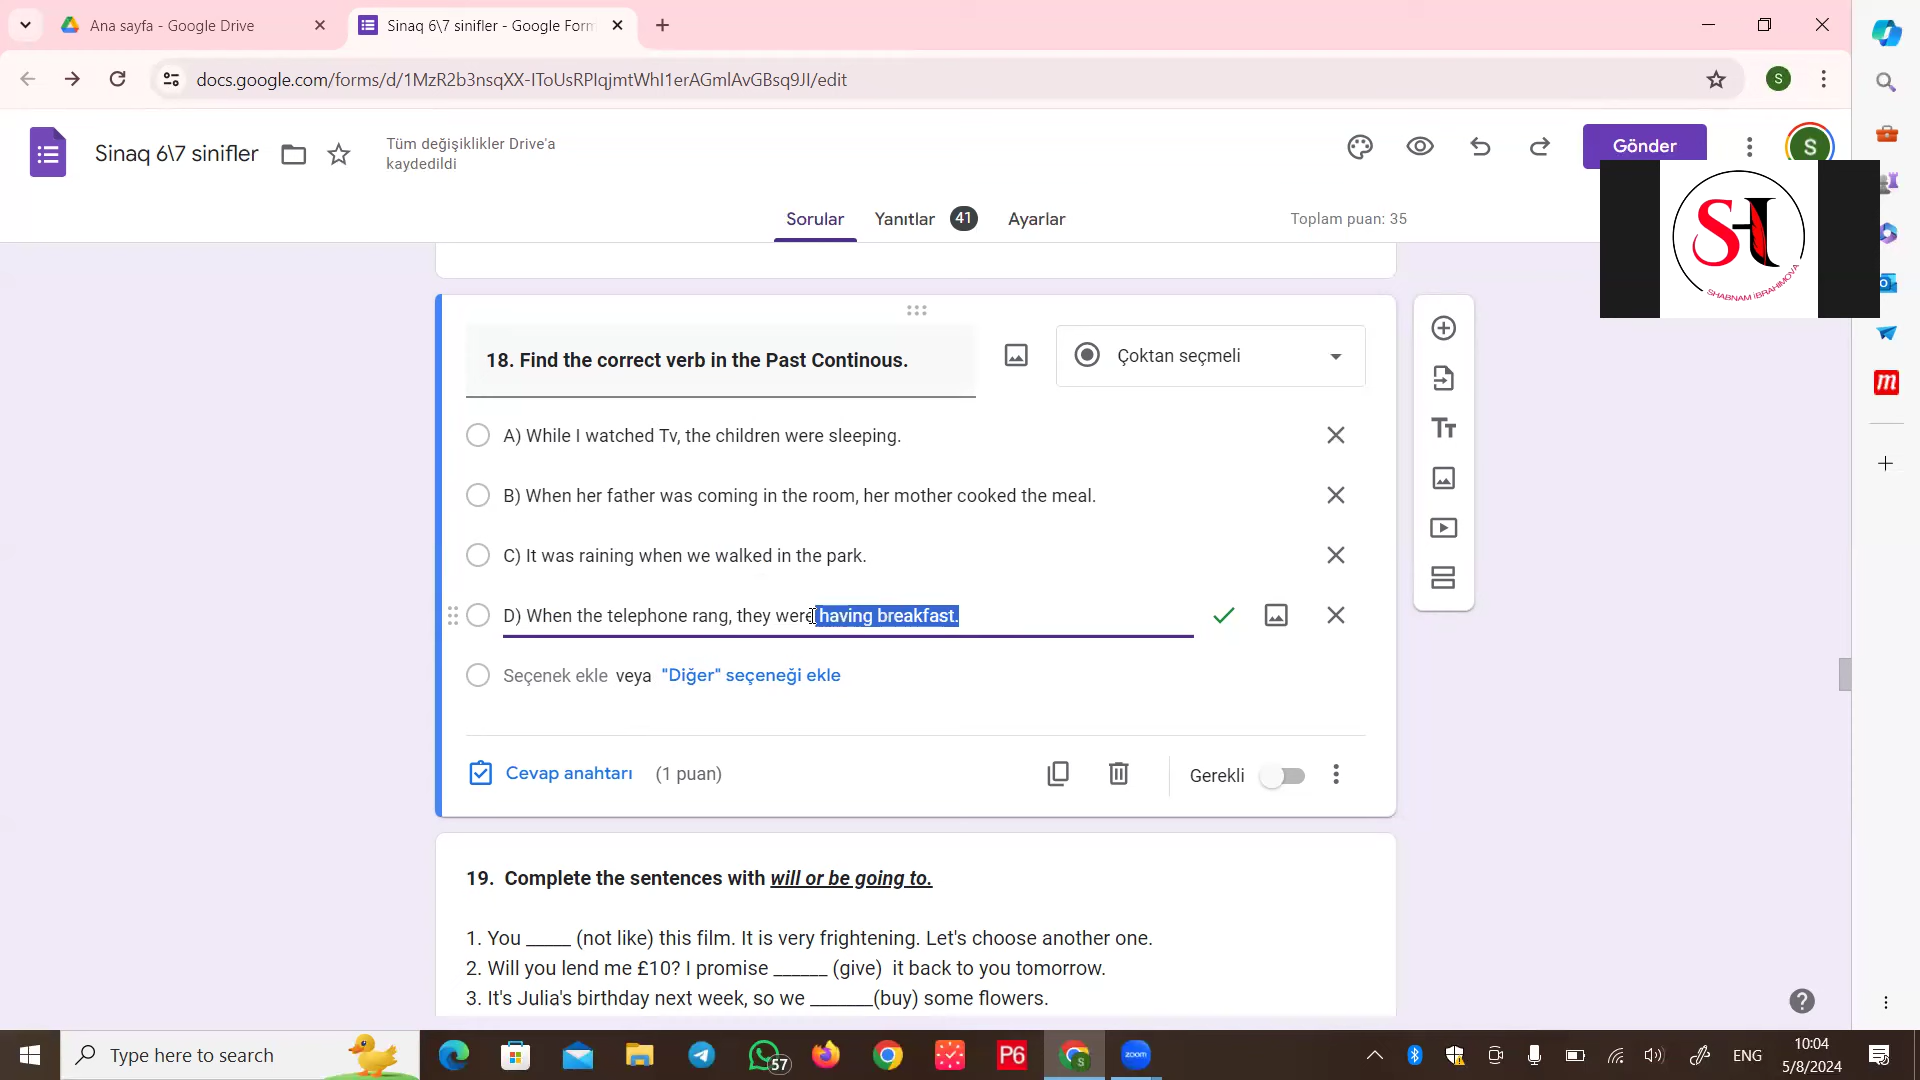 Ana sayfa - Google Drive
Sinaq 6\7 sinifler - Google Form
docs.google.com/forms/d/1MzR2b3nsqXX-IToUsRPIqjmtWhI1erAGmlAvGBsq9JI/edit
S
Sinaq 6\7 sinifler
Tüm değişiklikler Drive'a
kaydedildi
Gönder
S
Sorular
Yanıtlar 41
Ayarlar
Toplam puan: 35
SI
SHABNAM IBRAHIMOVA
18. Find the correct verb in the Past Continous.
Çoktan seçmeli
A) While I watched Tv, the children were sleeping.
B) When her father was coming in the room, her mother cooked the meal.
C) It was raining when we walked in the park.
D) When the telephone rang, they were having breakfast.
Seçenek ekle veya "Diğer" seçeneği ekle
Cevap anahtarı (1 puan)
Gerekli
19. Complete the sentences with will or be going to.
1. You _____ (not like) this film. It is very frightening. Let's choose another one.
2. Will you lend me £10? I promise ______ (give) it back to you tomorrow.
3. It's Julia's birthday next week, so we _______(buy) some flowers.
Type here to search
57
P6
S
zoom
ENG
10:04
5/8/2024